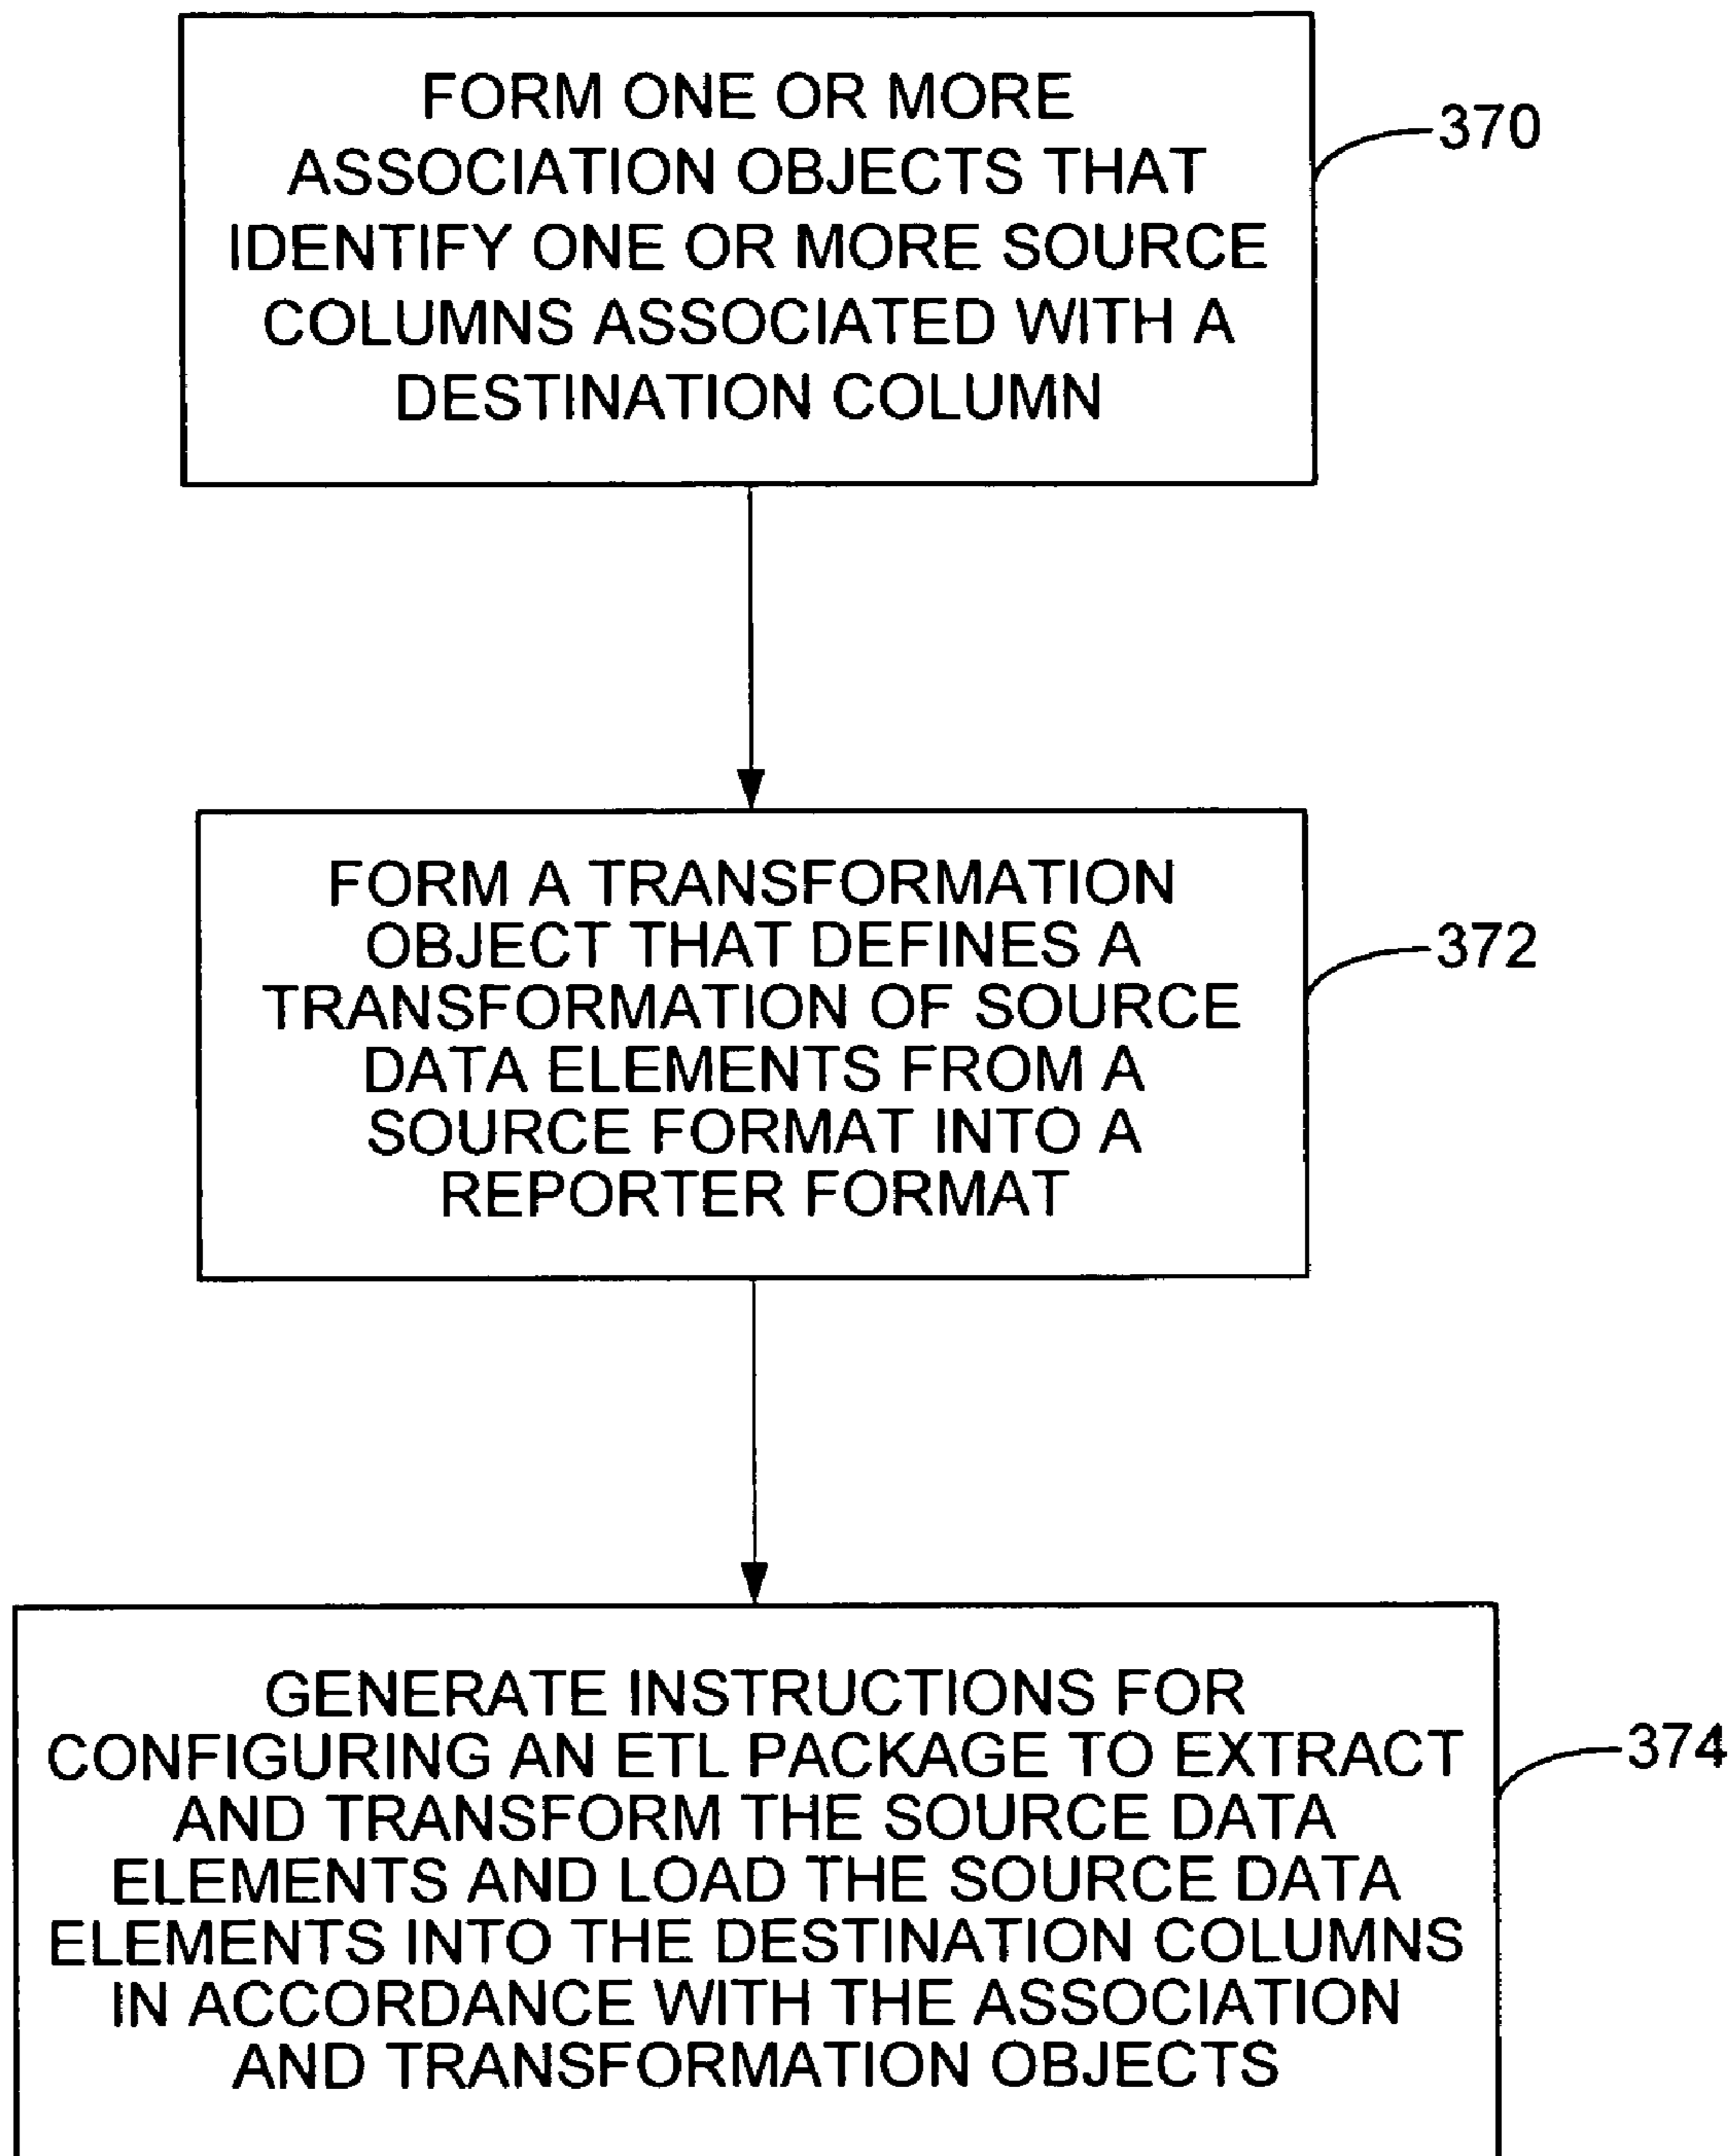 FORM ONE OR MORE
ASSOCIATION OBJECTS THAT
IDENTIFY ONE OR MORE SOURCE
COLUMNS ASSOCIATED WITH A
DESTINATION COLUMN
370
FORM A TRANSFORMATION
OBJECT THAT DEFINES A
TRANSFORMATION OF SOURCE
DATA ELEMENTS FROM A
SOURCE FORMAT INTO A
REPORTER FORMAT
372
GENERATE INSTRUCTIONS FOR
CONFIGURING AN ETL PACKAGE TO EXTRACT
AND TRANSFORM THE SOURCE DATA
ELEMENTS AND LOAD THE SOURCE DATA
ELEMENTS INTO THE DESTINATION COLUMNS
IN ACCORDANCE WITH THE ASSOCIATION
AND TRANSFORMATION OBJECTS
374